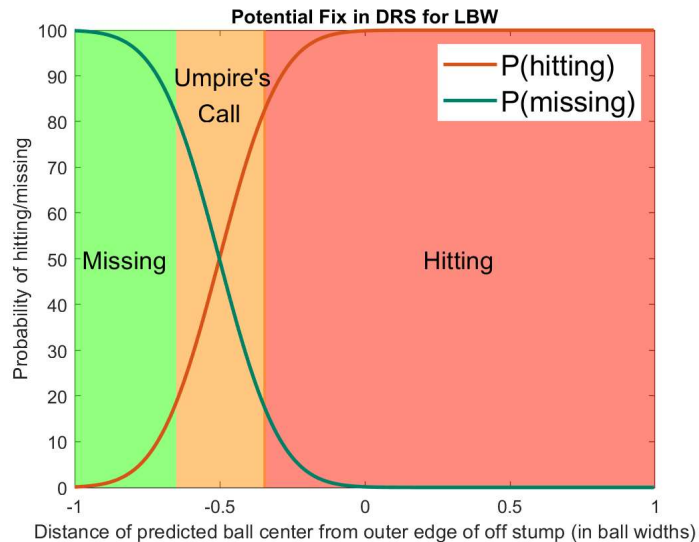 Potential Fix in DRS for LBW
100
90
80
70
60
50
40
30
20
10
0
Probability of hitting/missing
Umpire's
Call
P(hitting)
P(missing)
Missing
Hitting
-1
-0.5
0
0.5
1
Distance of predicted ball center from outer edge of off stump (in ball widths)